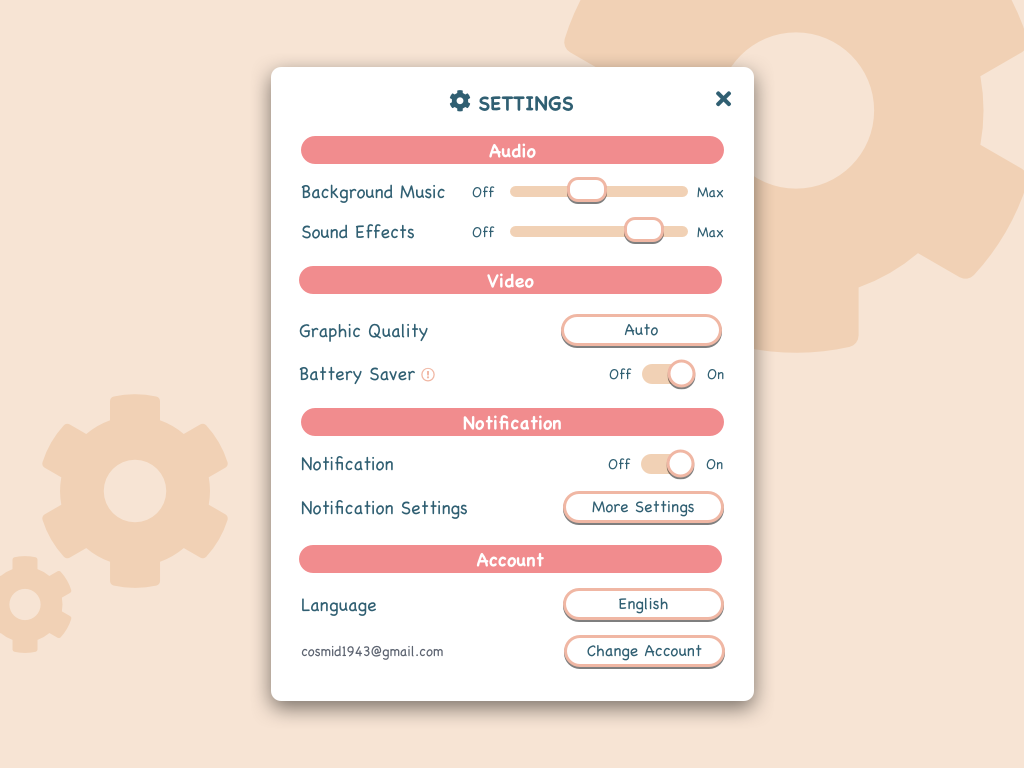 SETTINGS
Audio
Background Music Off Max
Sound Effects Off Max
Video
Graphic Quality Auto
Battery Saver Off On
Notification
Notification Off On
Notification Settings More Settings
Account
Language English
cosmid1943@gmail.com Change Account